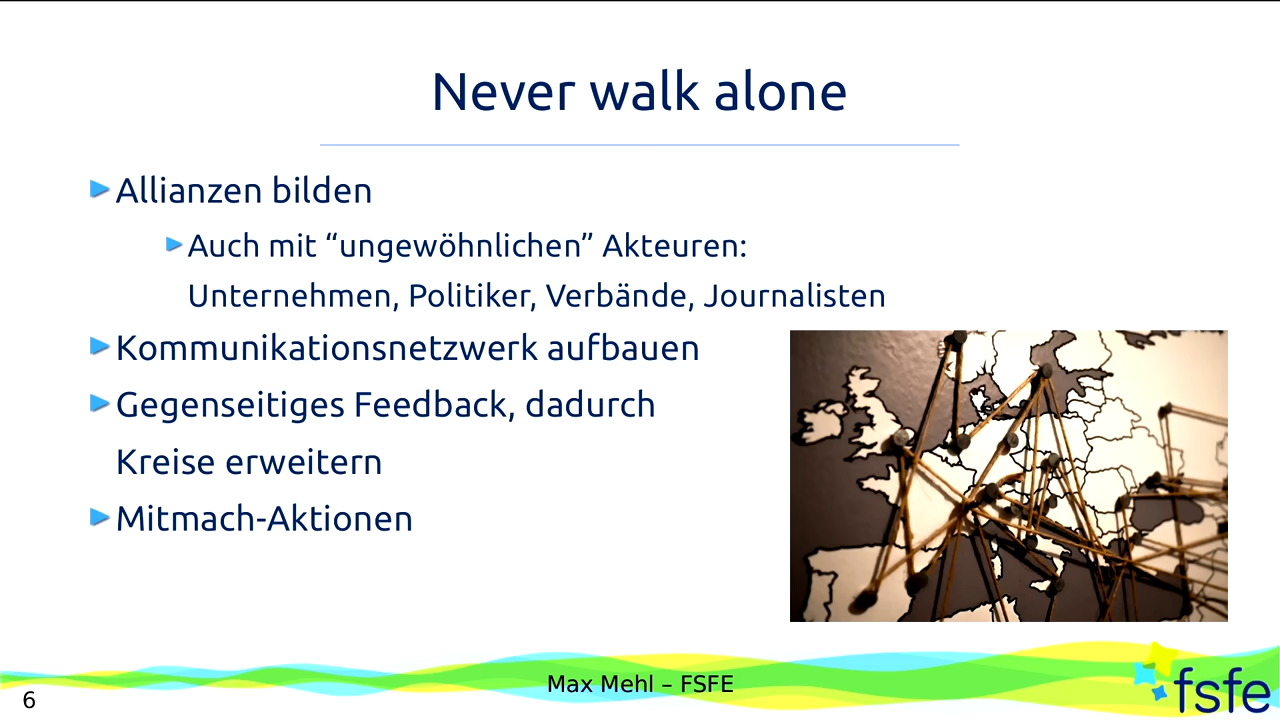 Never walk alone
Allianzen bilden
Auch mit “ungewöhnlichen” Akteuren:
Unternehmen, Politiker, Verbände, Journalisten
Kommunikationsnetzwerk aufbauen
Gegenseitiges Feedback, dadurch
Kreise erweitern
Mitmach-Aktionen
Max Mehl – FSFE
fsfe
6